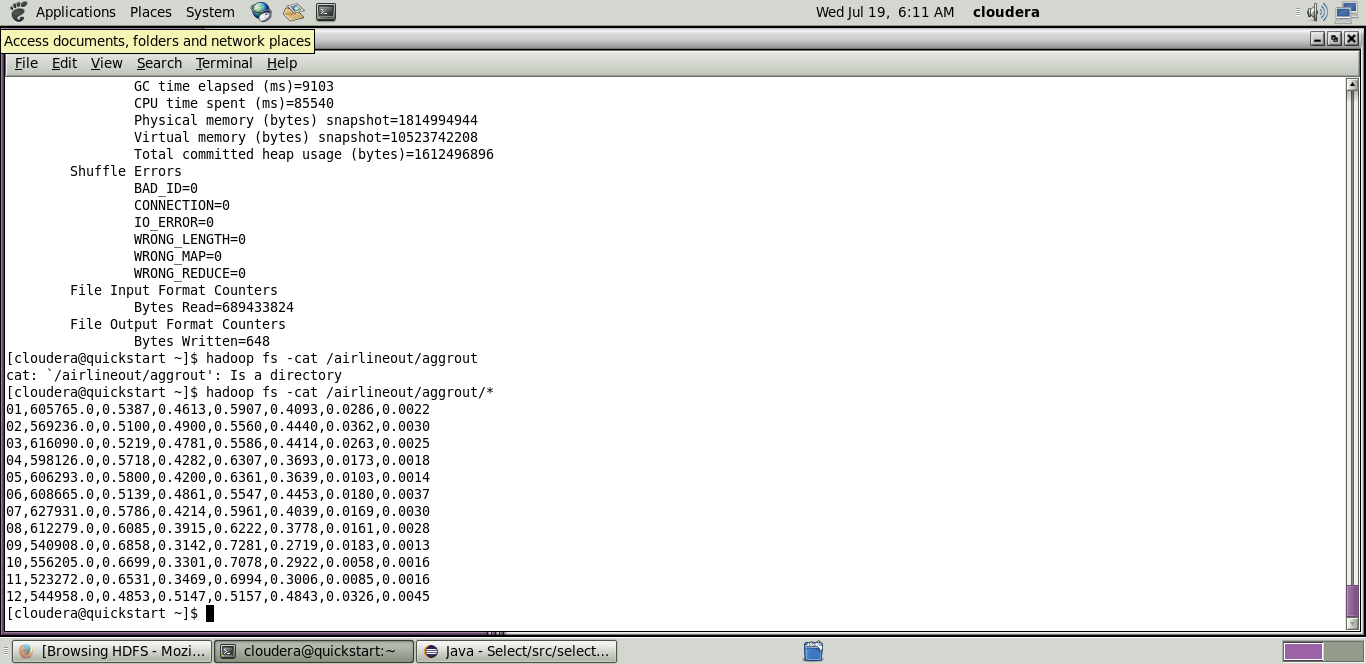 Applications Places System Wed Jul 19, 6:11 AM cloudera
Access documents, folders and network places
File Edit View Search Terminal Help
GC time elapsed (ms)=9103
CPU time spent (ms)=85540
Physical memory (bytes) snapshot=1814994944
Virtual memory (bytes) snapshot=10523742208
Total committed heap usage (bytes)=1612496896
Shuffle Errors
BAD_ID=0
CONNECTION=0
IO_ERROR=0
WRONG_LENGTH=0
WRONG_MAP=0
WRONG_REDUCE=0
File Input Format Counters
Bytes Read=689433824
File Output Format Counters
Bytes Written=648
[cloudera@quickstart ~]$ hadoop fs -cat /airlineout/aggrout
cat: `/airlineout/aggrout': Is a directory
[cloudera@quickstart ~]$ hadoop fs -cat /airlineout/aggrout/*
01,605765.0,0.5387,0.4613,0.5907,0.4093,0.0286,0.0022
02,569236.0,0.5100,0.4900,0.5560,0.4440,0.0362,0.0030
03,616090.0,0.5219,0.4781,0.5586,0.4414,0.0263,0.0025
04,598126.0,0.5718,0.4282,0.6307,0.3693,0.0173,0.0018
05,606293.0,0.5800,0.4200,0.6361,0.3639,0.0103,0.0014
06,608665.0,0.5139,0.4861,0.5547,0.4453,0.0180,0.0037
07,627931.0,0.5786,0.4214,0.5961,0.4039,0.0169,0.0030
08,612279.0,0.6085,0.3915,0.6222,0.3778,0.0161,0.0028
09,540908.0,0.6858,0.3142,0.7281,0.2719,0.0183,0.0013
10,556205.0,0.6699,0.3301,0.7078,0.2922,0.0058,0.0016
11,523272.0,0.6531,0.3469,0.6994,0.3006,0.0085,0.0016
12,544958.0,0.4853,0.5147,0.5157,0.4843,0.0326,0.0045
[cloudera@quickstart ~]$
[Browsing HDFS - Mozi... cloudera@quickstart:~ Java - Select/src/select...